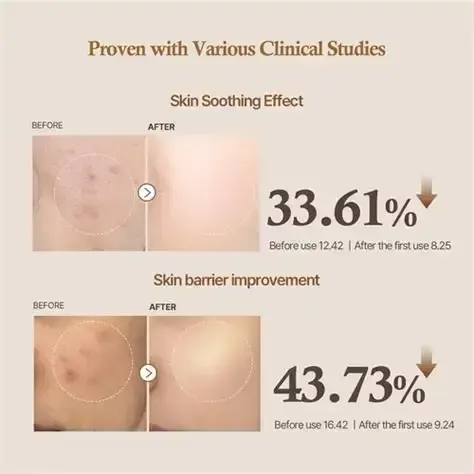 Proven with Various Clinical Studies
Skin Soothing Effect
BEFORE
AFTER
33.61%
Before use 12.42 | After the first use 8.25
Skin barrier improvement
BEFORE
AFTER
43.73%
Before use 16.42 | After the first use 9.24